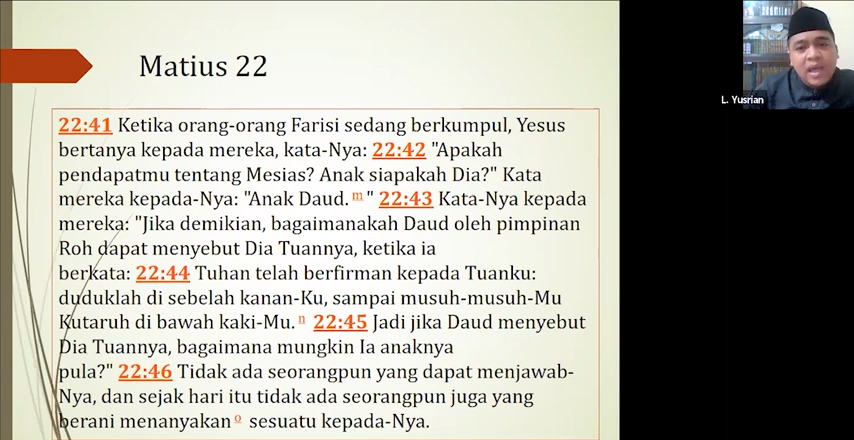 Matius 22
22:41 Ketika orang-orang Farisi sedang berkumpul, Yesus
bertanya kepada mereka, kata-Nya: 22:42 "Apakah
pendapatmu tentang Mesias? Anak siapakah Dia?" Kata
mereka kepada-Nya: "Anak Daud. m " 22:43 Kata-Nya kepada
mereka: "Jika demikian, bagaimanakah Daud oleh pimpinan
Roh dapat menyebut Dia Tuannya, ketika ia
berkata: 22:44 Tuhan telah berfirman kepada Tuanku:
duduklah di sebelah kanan-Ku, sampai musuh-musuh-Mu
Kutaruh di bawah kaki-Mu. n 22:45 Jadi jika Daud menyebut
Dia Tuannya, bagaimana mungkin Ia anaknya
pula?" 22:46 Tidak ada seorangpun yang dapat menjawab-
Nya, dan sejak hari itu tidak ada seorangpun juga yang
berani menanyakan o sesuatu kepada-Nya.
L. Yusrian